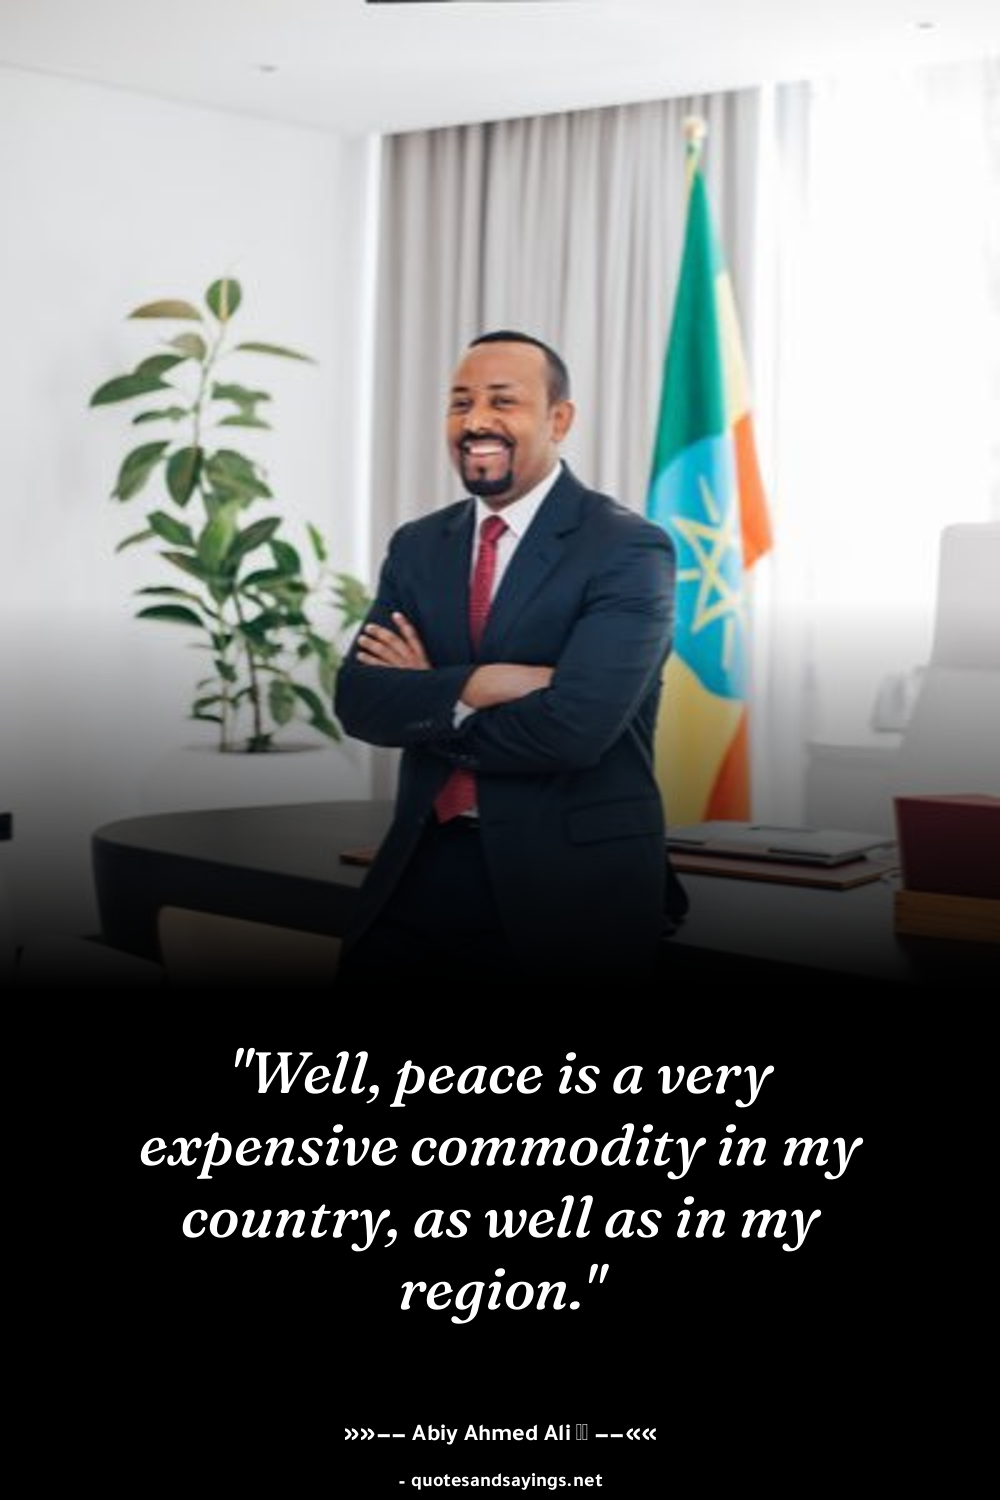 "Well, peace is a very
expensive commodity in my
country, as well as in my
region."
»»−− Abiy Ahmed Ali −−««
- quotesandsayings.net